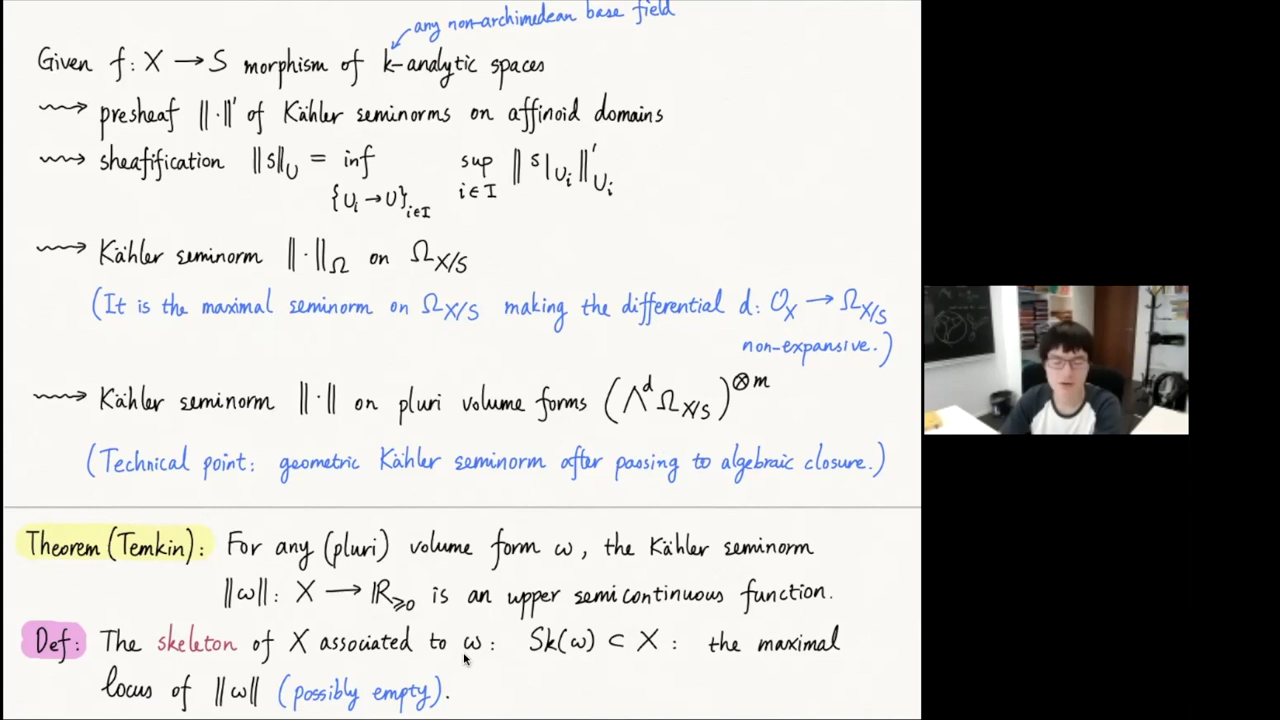 any non-archimedean base field
Given f: X → S morphism of k-analytic spaces
⇝ presheaf ‖·‖' of Kähler seminorms on affinoid domains
⇝ sheafification ‖s‖_U = inf_{{U_i → U}_{i∈I}} sup_{i∈I} ‖s|_{U_i}‖'_{U_i}
⇝ Kähler seminorm ‖·‖_Ω on Ω_{X/S}
(It is the maximal seminorm on Ω_{X/S} making the differential d: O_X → Ω_{X/S}
non-expansive.)
⇝ Kähler seminorm ‖·‖ on pluri volume forms (Λ^d Ω_{X/S})^{⊗m}
(Technical point: geometric Kähler seminorm after passing to algebraic closure.)
Theorem (Temkin): For any (pluri) volume form ω, the Kähler seminorm
‖ω‖: X → ℝ_{≥0} is an upper semicontinuous function.
Def: The skeleton of X associated to ω: Sk(ω) ⊂ X: the maximal
locus of ‖ω‖ (possibly empty).